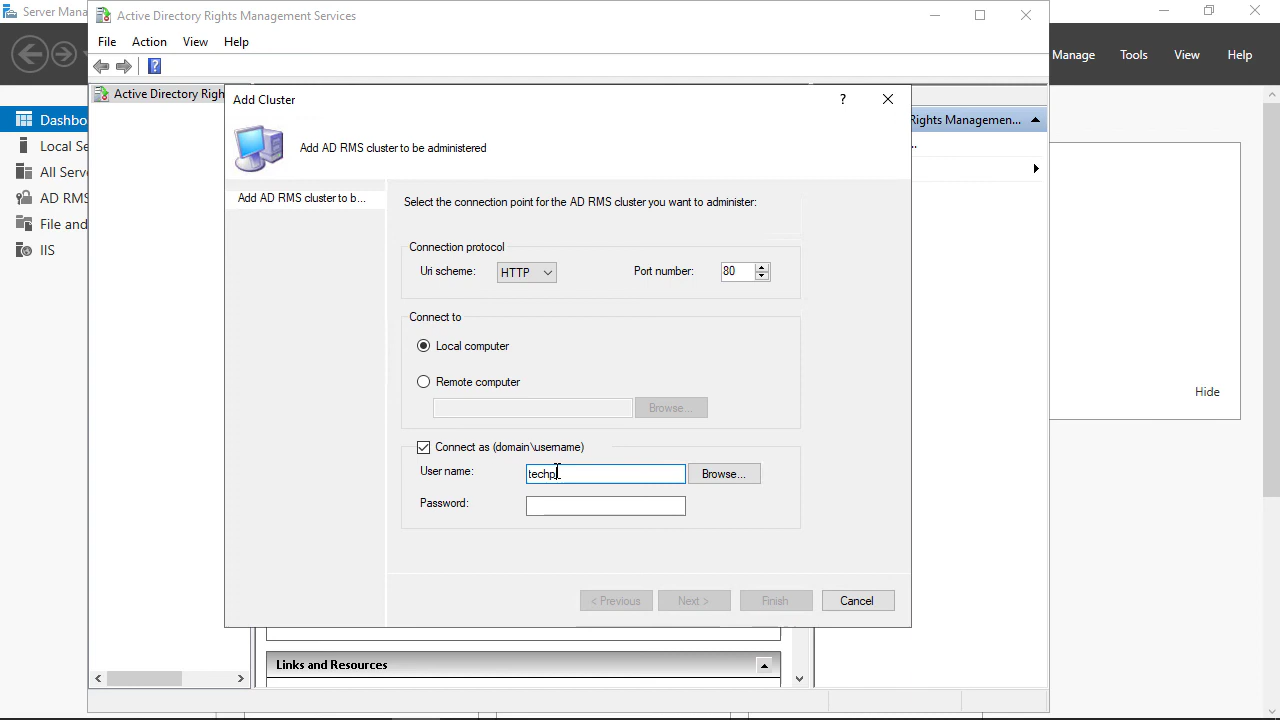 Server Mana
Active Directory Rights Management Services
File Action View Help
Manage Tools View Help
Active Directory Righ
Rights Managemen...
Dashbo
Local Se
All Serve
AD RMS
File and
IIS
Add Cluster
?
Add AD RMS cluster to be administered
Add AD RMS cluster to b...
Select the connection point for the AD RMS cluster you want to administer:
Connection protocol
Uri scheme: HTTP Port number: 80
Connect to
Local computer
Remote computer
Browse...
Connect as (domain\username)
User name: techp Browse...
Password:
< Previous Next > Finish Cancel
Hide
Links and Resources